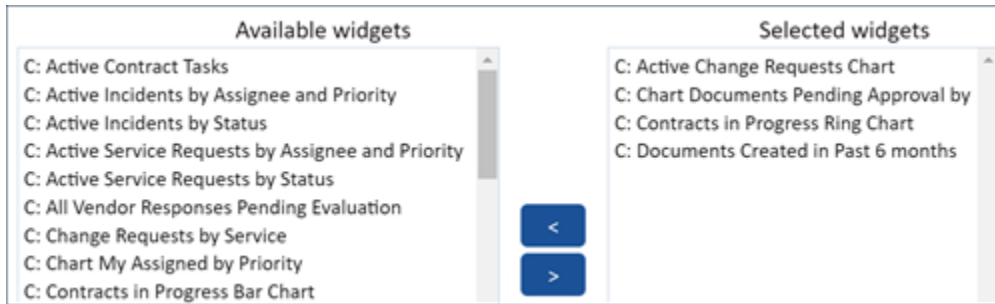 Available widgets
C: Active Contract Tasks
C: Active Incidents by Assignee and Priority
C: Active Incidents by Status
C: Active Service Requests by Assignee and Priority
C: Active Service Requests by Status
C: All Vendor Responses Pending Evaluation
C: Change Requests by Service
C: Chart My Assigned by Priority
C: Contracts in Progress Bar Chart
<
>
Selected widgets
C: Active Change Requests Chart
C: Chart Documents Pending Approval by
C: Contracts in Progress Ring Chart
C: Documents Created in Past 6 months